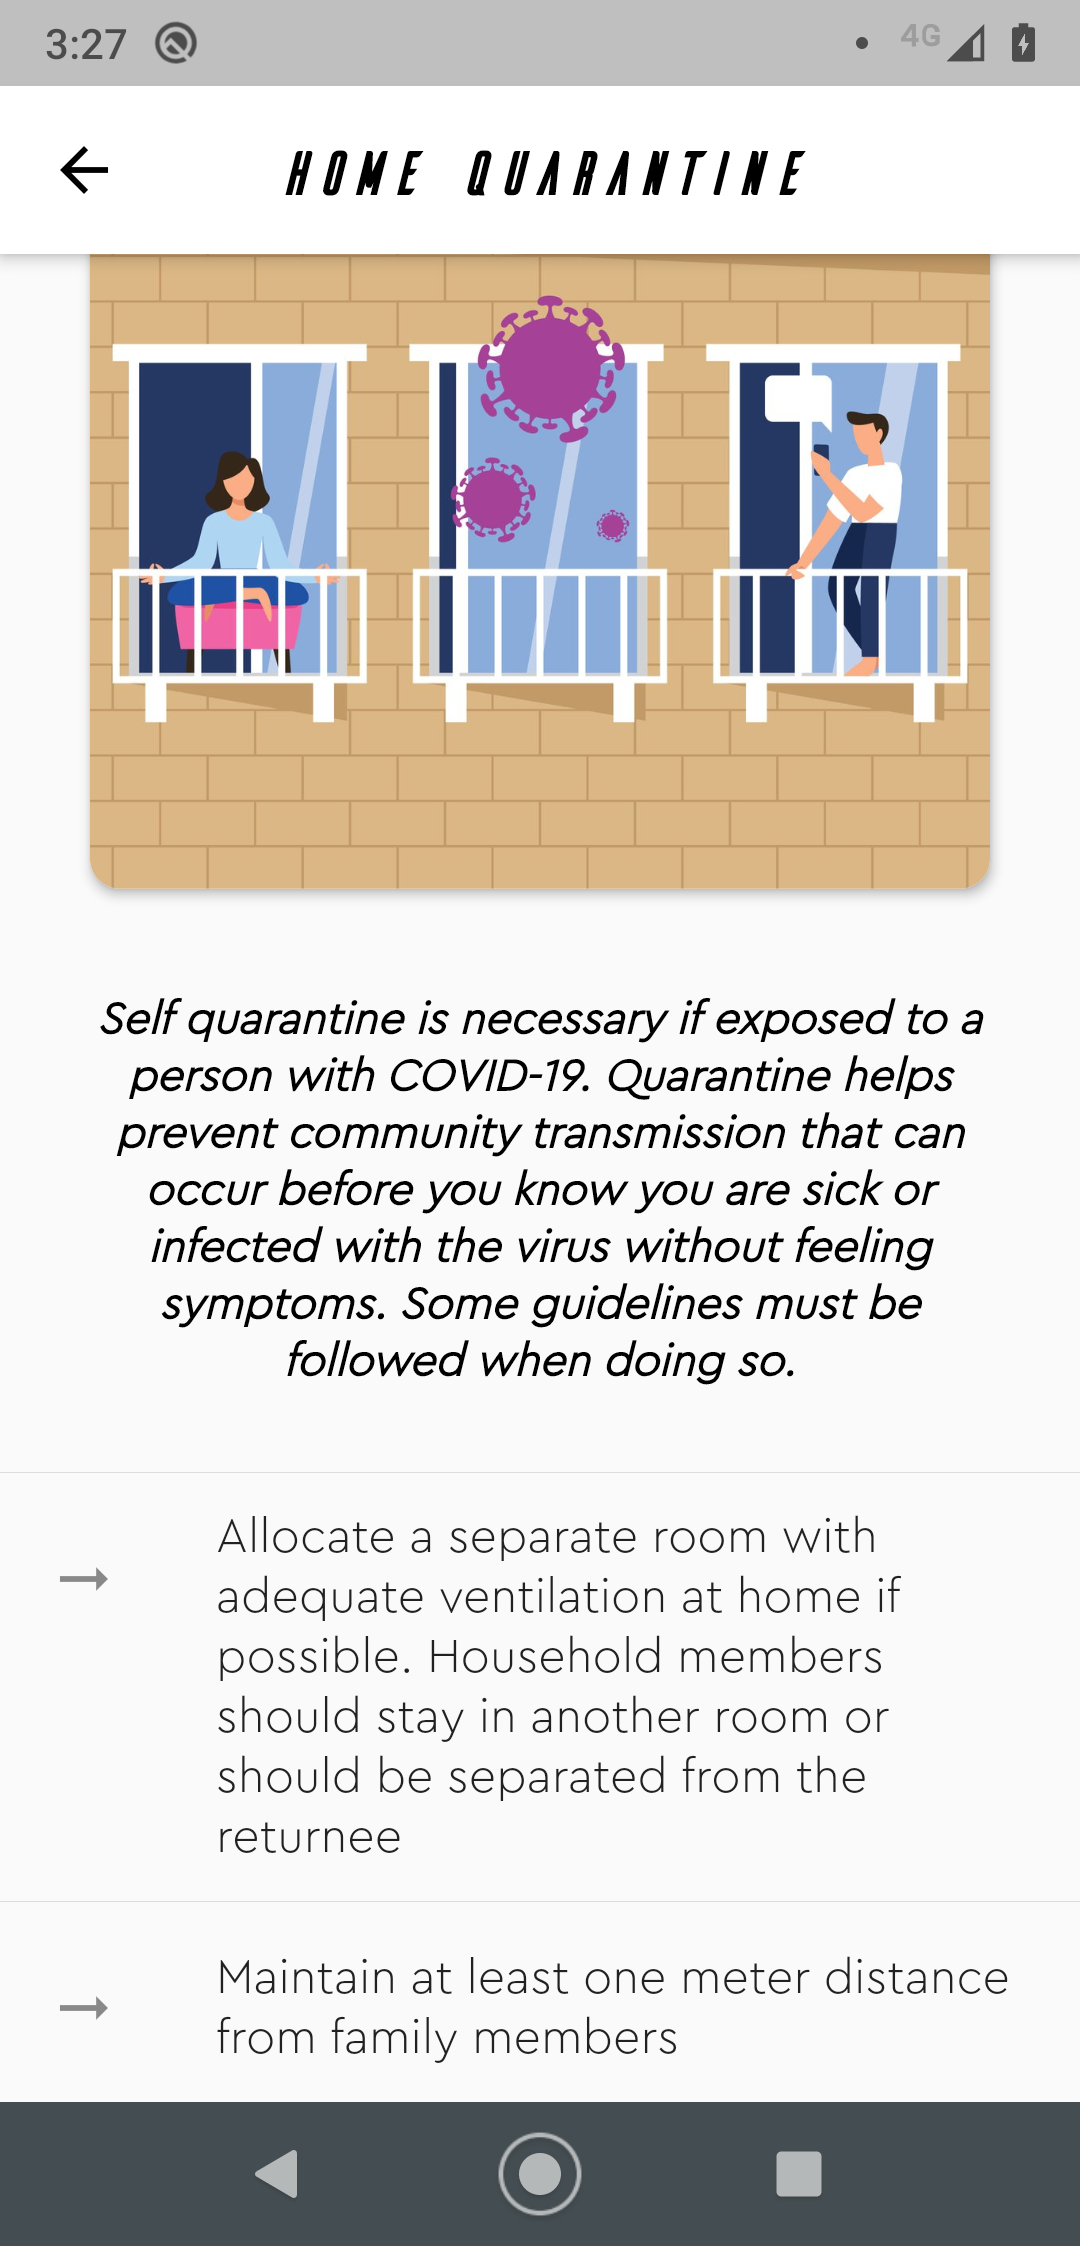 3:27
4G
HOME QUARANTINE
Self quarantine is necessary if exposed to a
person with COVID-19. Quarantine helps
prevent community transmission that can
occur before you know you are sick or
infected with the virus without feeling
symptoms. Some guidelines must be
followed when doing so.
Allocate a separate room with
adequate ventilation at home if
possible. Household members
should stay in another room or
should be separated from the
returnee
Maintain at least one meter distance
from family members